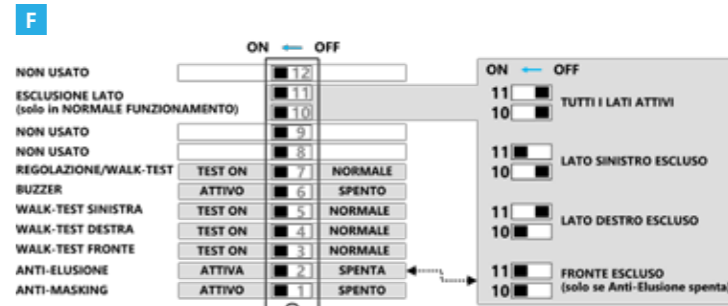 F
ON OFF
NON USATO 12
ESCLUSIONE LATO 11
(solo in NORMALE FUNZIONAMENTO) 10
NON USATO 9
NON USATO 8
REGOLAZIONE/WALK-TEST TEST ON 7 NORMALE
BUZZER ATTIVO 6 SPENTO
WALK-TEST SINISTRA TEST ON 5 NORMALE
WALK-TEST DESTRA TEST ON 4 NORMALE
WALK-TEST FRONTE TEST ON 3 NORMALE
ANTI-ELUSIONE ATTIVA 2 SPENTA
ANTI-MASKING ATTIVO 1 SPENTO
ON OFF
11
10 TUTTI I LATI ATTIVI
11
10 LATO SINISTRO ESCLUSO
11
10 LATO DESTRO ESCLUSO
11 FRONTE ESCLUSO
10 (solo se Anti-Elusione spenta